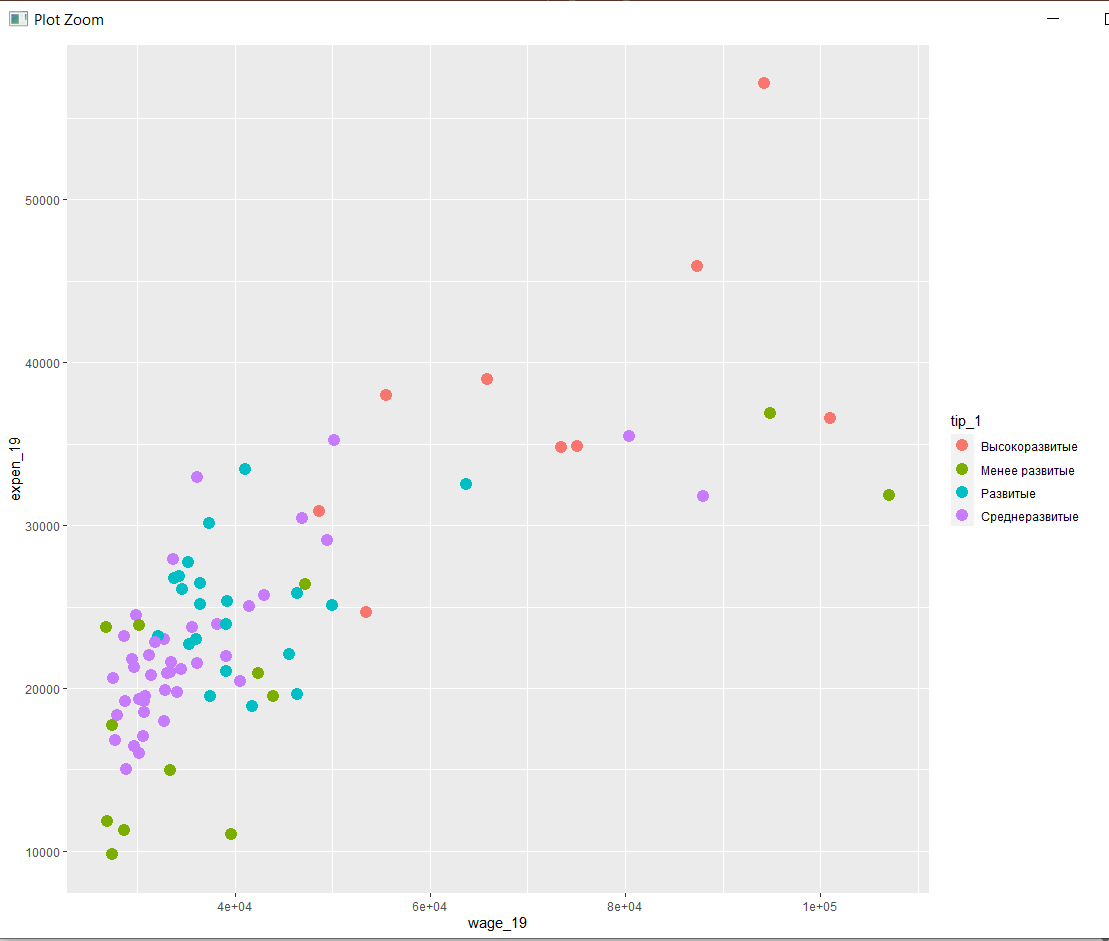 Plot Zoom
50000
40000
30000
20000
10000
expen_19
4e+04 6e+04 8e+04 1e+05
wage_19
tip_1
Высокоразвитые
Менее развитые
Развитые
Среднеразвитые